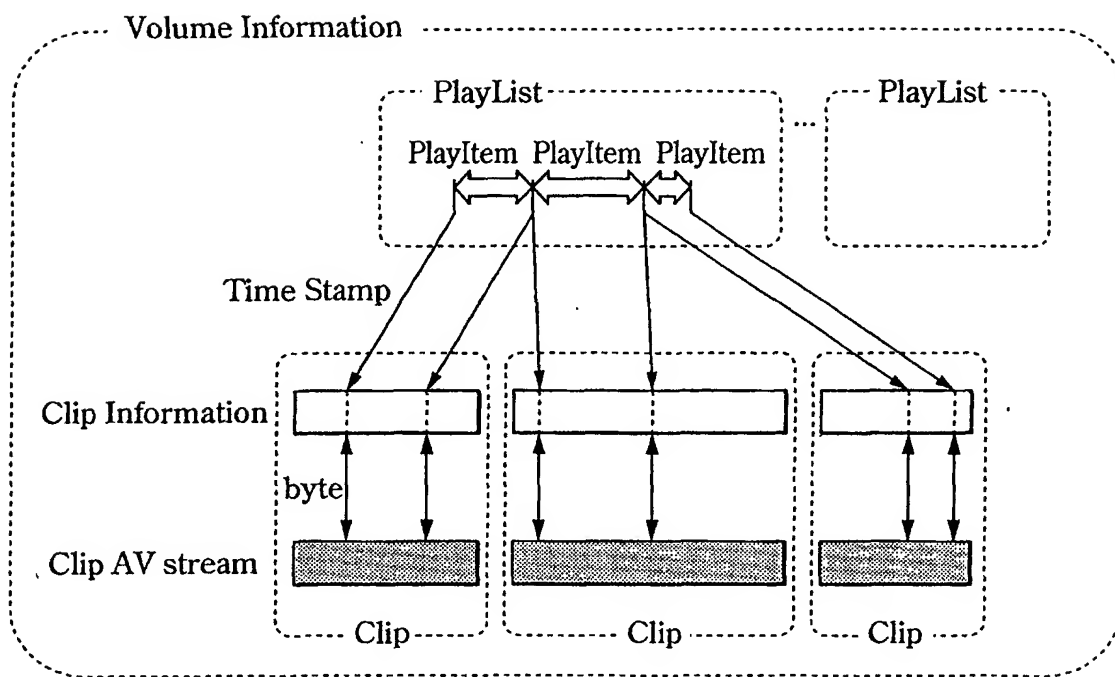 Volume Information
PlayList
...
PlayList
PlayItem PlayItem PlayItem
Time Stamp
Clip Information
byte
Clip AV stream
Clip
Clip
Clip